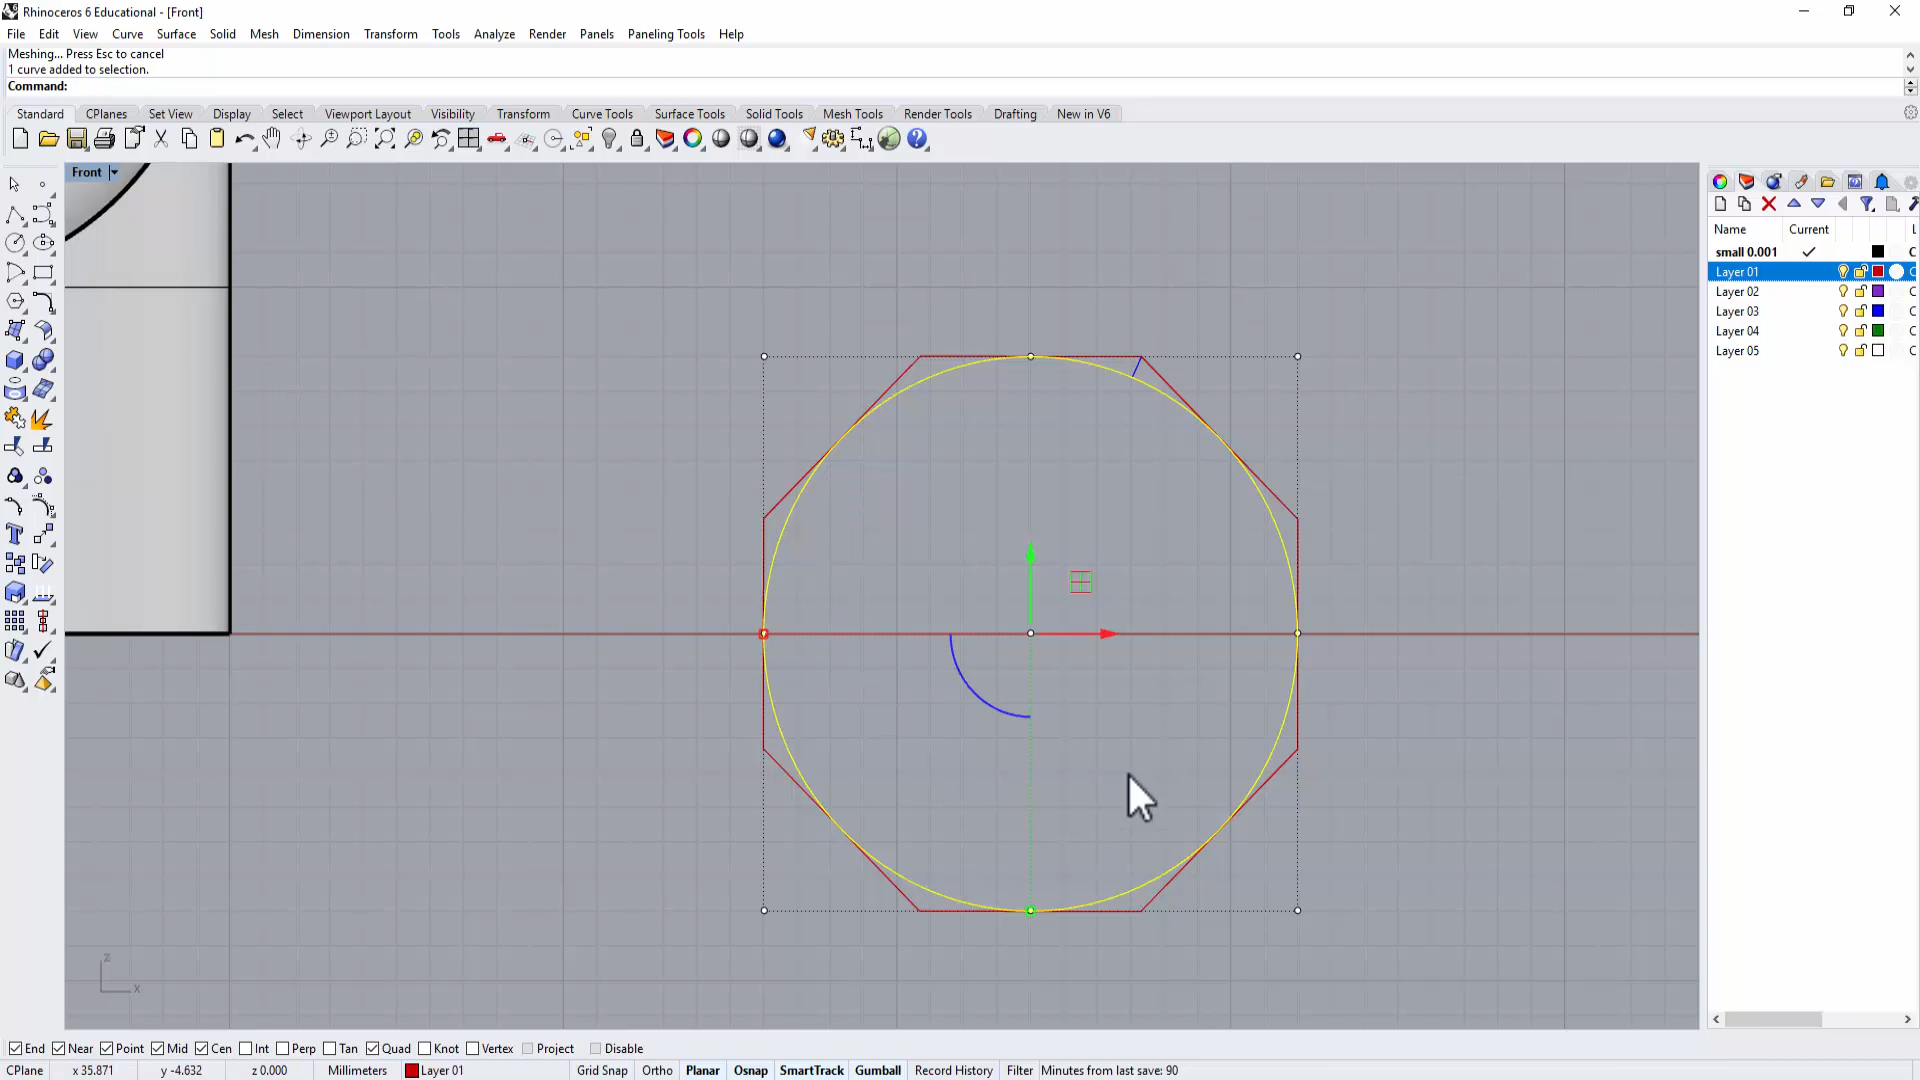 Rhinoceros 6 Educational - [Front]
File Edit View Curve Surface Solid Mesh Dimension Transform Tools Analyze Render Panels Paneling Tools Help
Meshing... Press Esc to cancel
1 curve added to selection.
Command:
Standard CPlanes Set View Display Select Viewport Layout Visibility Transform Curve Tools Surface Tools Solid Tools Mesh Tools Render Tools Drafting New in V6
Front
Name Current L
small 0.001 C
Layer 01 C
Layer 02 C
Layer 03 C
Layer 04 C
Layer 05 C
z
x
End Near Point Mid Cen Int Perp Tan Quad Knot Vertex Project Disable
CPlane x 35.871 y -4.632 z 0.000 Millimeters Layer 01 Grid Snap Ortho Planar Osnap SmartTrack Gumball Record History Filter Minutes from last save: 90